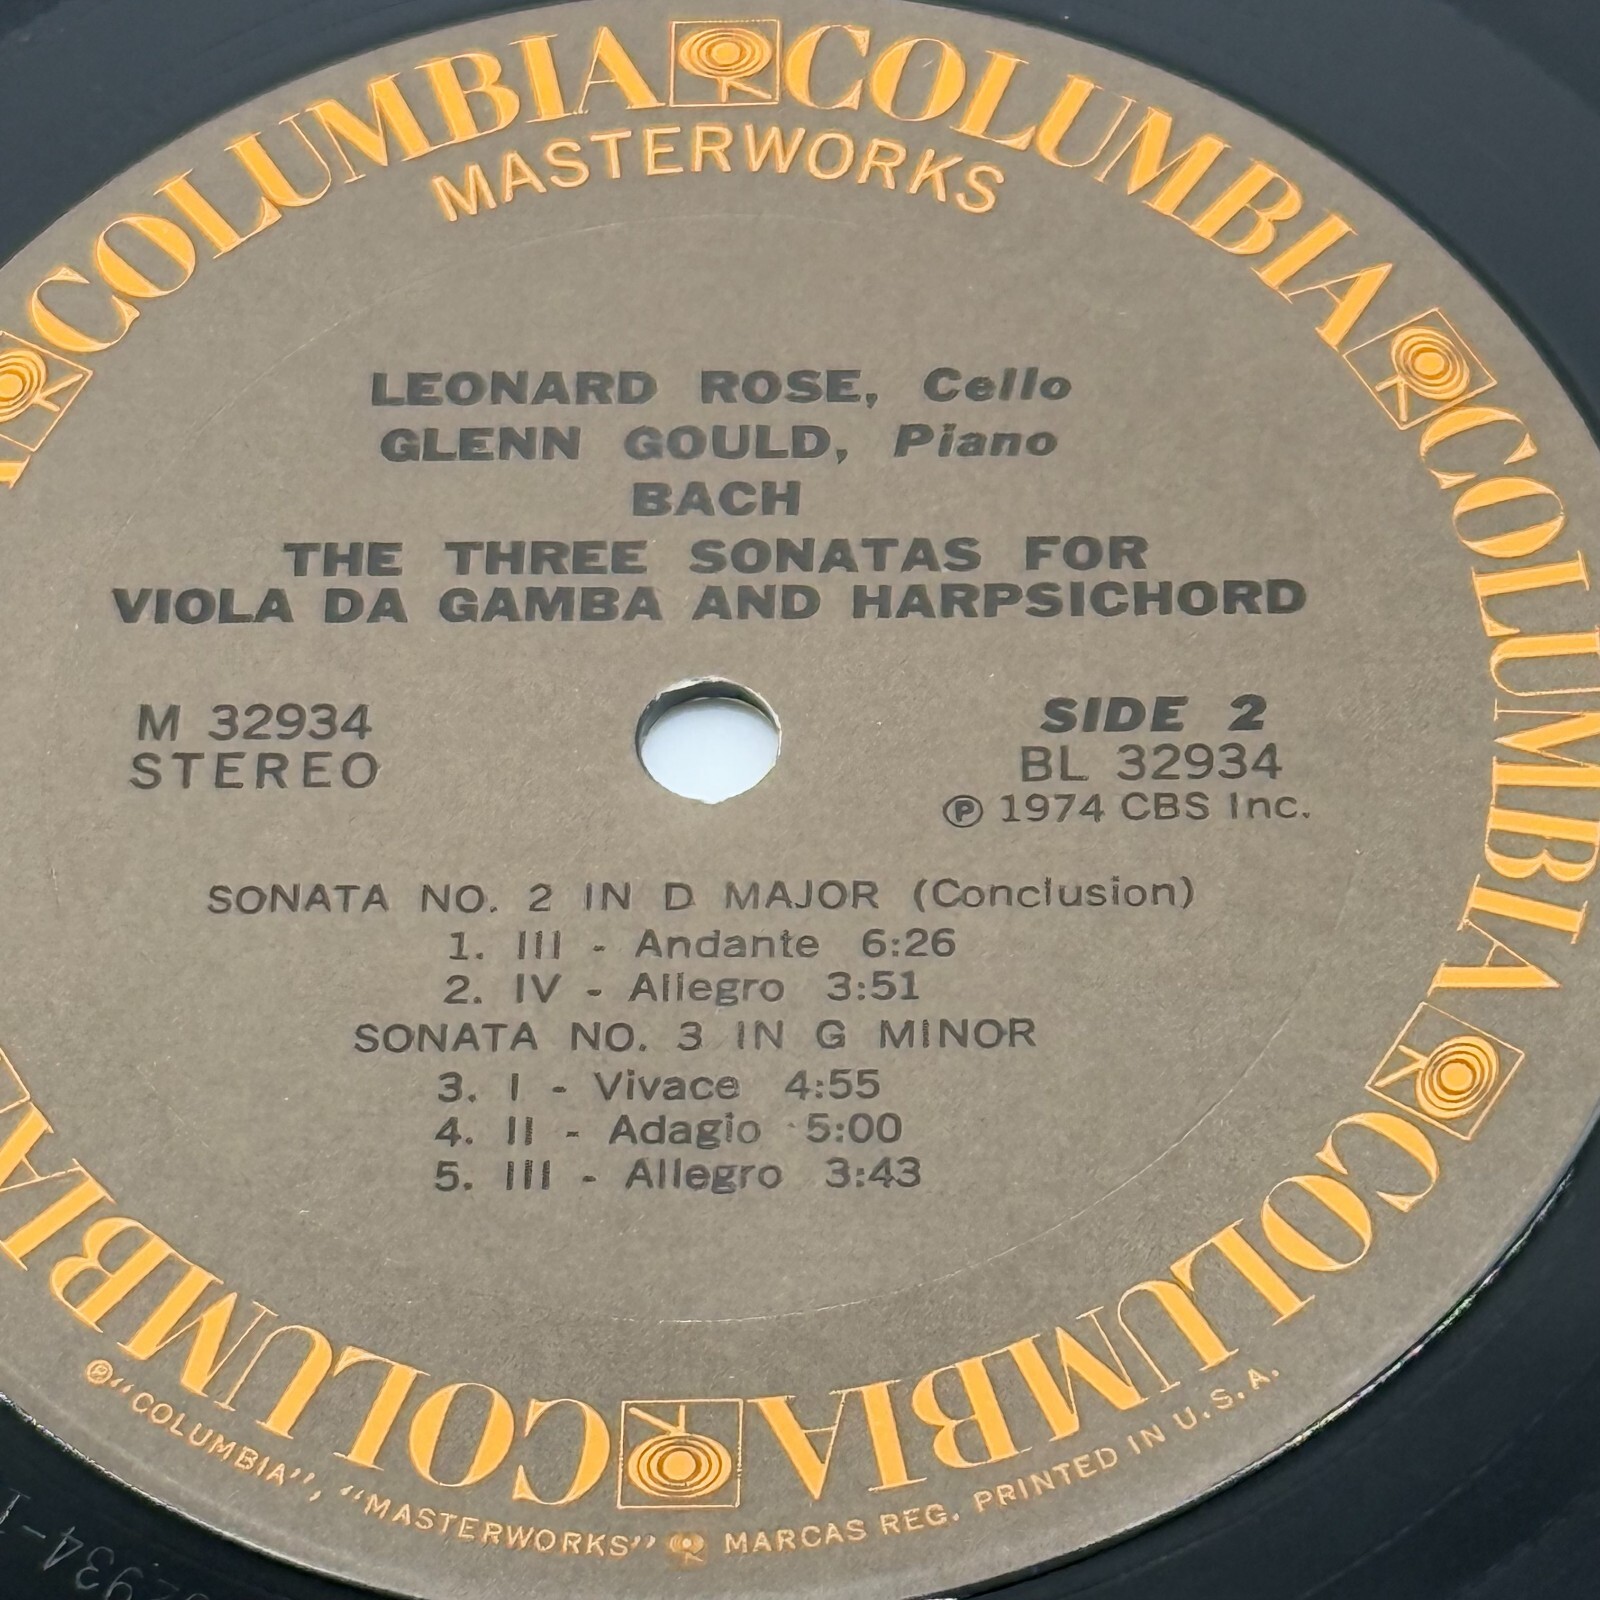 COLUMBIA COLUMBIA COLUMBIA COLUMBIA COLUMBIA COLUMBIA
MASTERWORKS
LEONARD ROSE, Cello
GLENN GOULD, Piano
BACH
THE THREE SONATAS FOR
VIOLA DA GAMBA AND HARPSICHORD
M 32934
STEREO
SIDE 2
BL 32934
Ⓟ 1974 CBS Inc.
SONATA NO. 2 IN D MAJOR (Conclusion)
1. III - Andante 6:26
2. IV - Allegro 3:51
SONATA NO. 3 IN G MINOR
3. I - Vivace 4:55
4. II - Adagio 5:00
5. III - Allegro 3:43
® "COLUMBIA", "MASTERWORKS" MARCAS REG. PRINTED IN U.S.A.